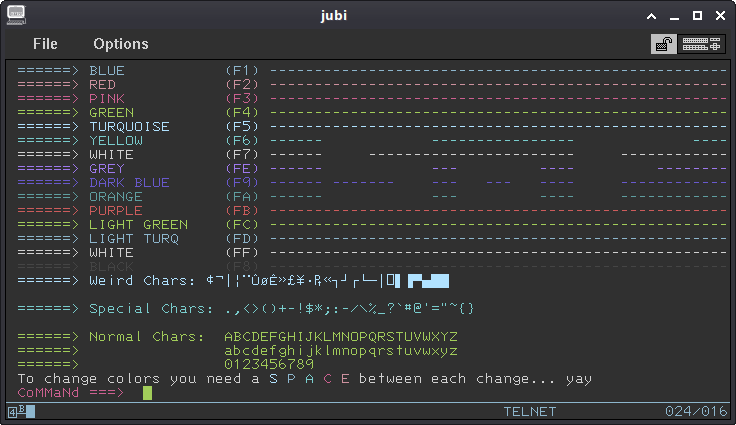 jubi
File Options
======> BLUE (F1) ---------------------------------------------------
======> RED (F2) ---------------------------------------------------
======> PINK (F3) ---------------------------------------------------
======> GREEN (F4) ---------------------------------------------------
======> TURQUOISE (F5) ---------------------------------------------------
======> YELLOW (F6) ------ ---------------- ----
======> WHITE (F7) ------ ---------------- ------------
======> GREY (FE) ------ --- ---- ------------
======> DARK BLUE (F9) ------ ------- --- --- ---- ------------
======> ORANGE (FA) ------ --- ---- ------------
======> PURPLE (FB) ---------------------------------------------------
======> LIGHT GREEN (FC) ---------------------------------------------------
======> LIGHT TURQ (FD) ---------------------------------------------------
======> WHITE (FF) ---------------------------------------------------
======> BLACK (F8)
======> Weird Chars: ¢¬|¦¨ÛøÊ»£¥·₧«┐┘┌└─│
======> Special Chars: .,<>()+-!$*;:-/\%_?`#@'="~{}
======> Normal Chars: ABCDEFGHIJKLMNOPQRSTUVWXYZ
======> abcdefghijklmnopqrstuvwxyz
======> 0123456789
To change colors you need a S P A C E between each change... yay
CoMMaNd ===>
4B TELNET 024/016